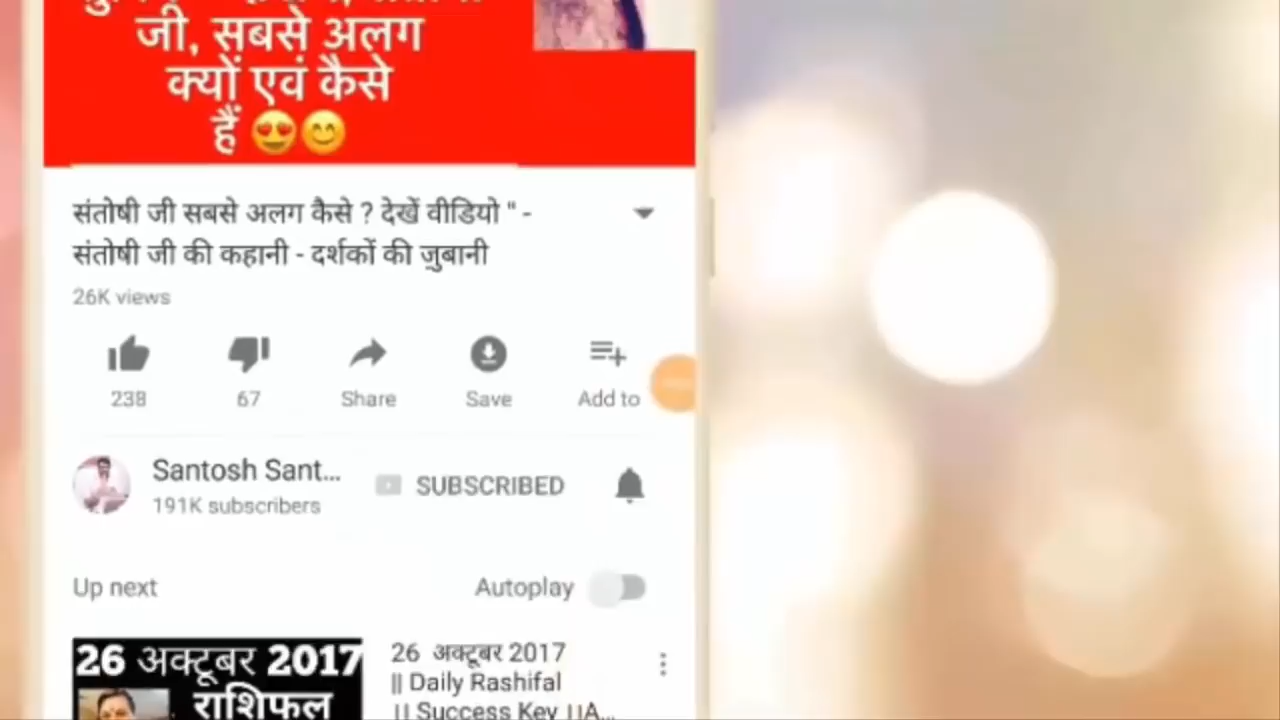 जी, सबसे अलग
क्यों एवं कैसे
हैं 😍😊
संतोषी जी सबसे अलग कैसे ? देखें वीडियो " -
संतोषी जी की कहानी - दर्शकों की जुबानी
26K views
238
67
Share
Save
Add to
Santosh Sant...
191K subscribers
SUBSCRIBED
Up next
Autoplay
26 अक्टूबर 2017
राशिफल
26 अक्टूबर 2017
|| Daily Rashifal
|| Success Key ||A...